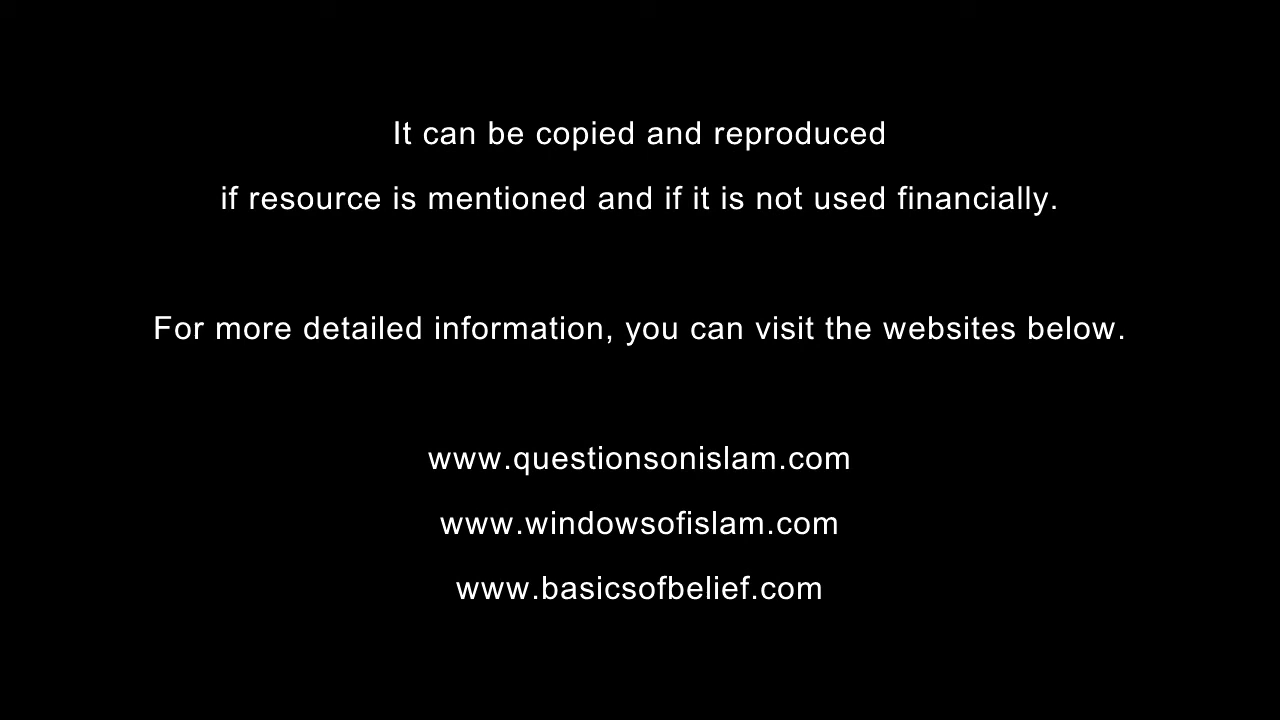 It can be copied and reproduced
if resource is mentioned and if it is not used financially.
For more detailed information, you can visit the websites below.
www.questionsonislam.com
www.windowsofislam.com
www.basicsofbelief.com